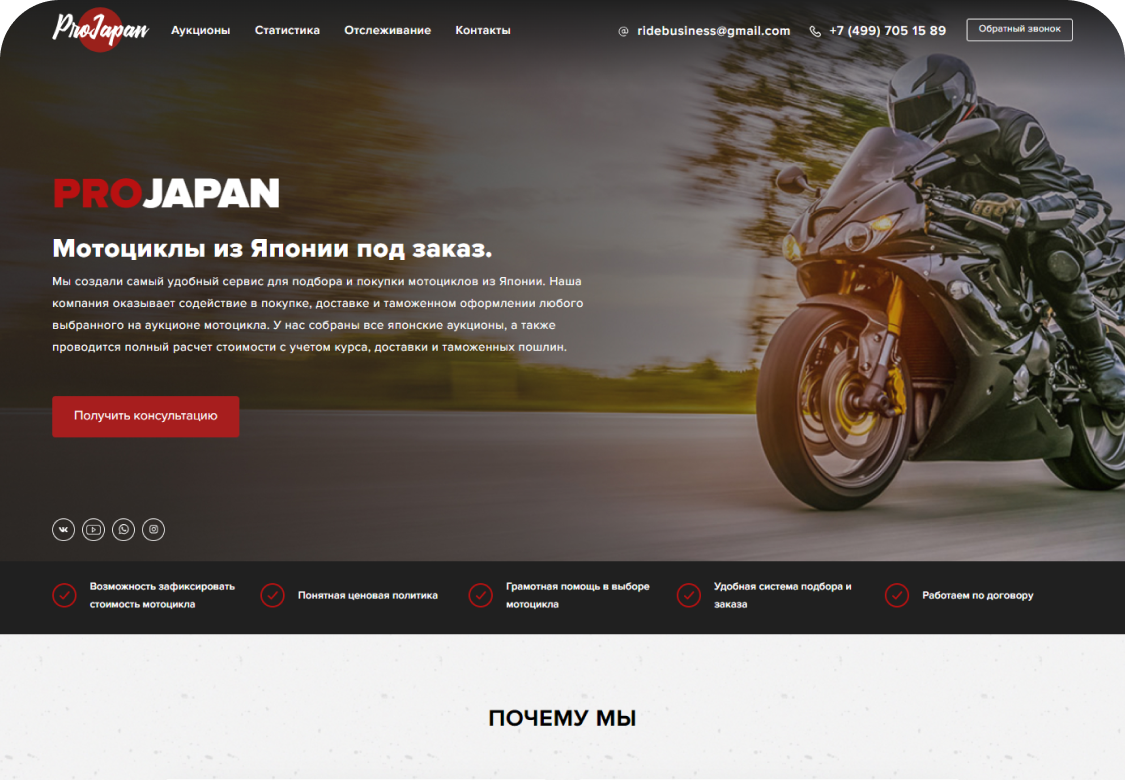 ProJapan
Аукционы Статистика Отслеживание Контакты
ridebusiness@gmail.com +7 (499) 705 15 89 Обратный звонок
PROJAPAN
Мотоциклы из Японии под заказ.
Мы создали самый удобный сервис для подбора и покупки мотоциклов из Японии. Наша
компания оказывает содействие в покупке, доставке и таможенном оформлении любого
выбранного на аукционе мотоцикла. У нас собраны все японские аукционы, а также
проводится полный расчет стоимости с учетом курса, доставки и таможенных пошлин.
Получить консультацию
Возможность зафиксировать
стоимость мотоцикла
Понятная ценовая политика
Грамотная помощь в выборе
мотоцикла
Удобная система подбора и
заказа
Работаем по договору
ПОЧЕМУ МЫ